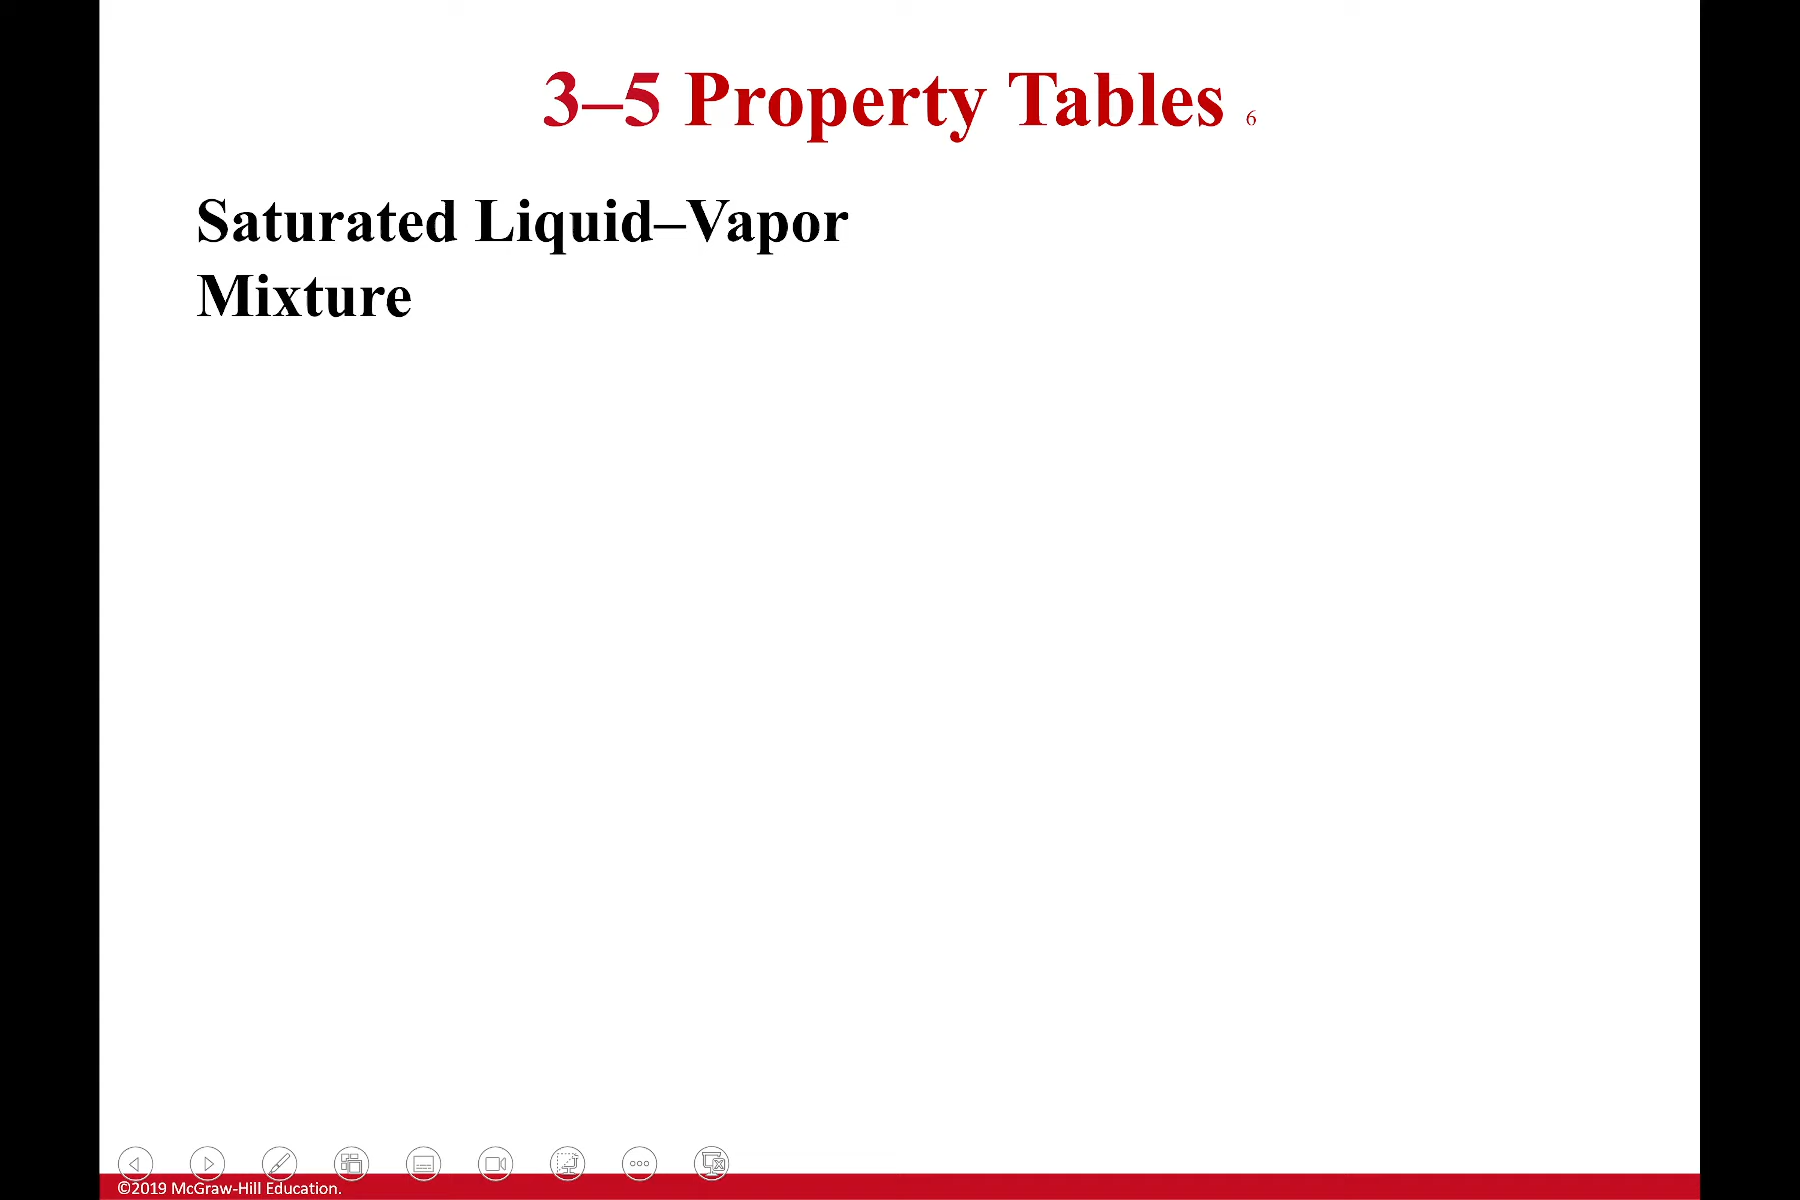 3–5 Property Tables 6
Saturated Liquid–Vapor
Mixture
©2019 McGraw-Hill Education.